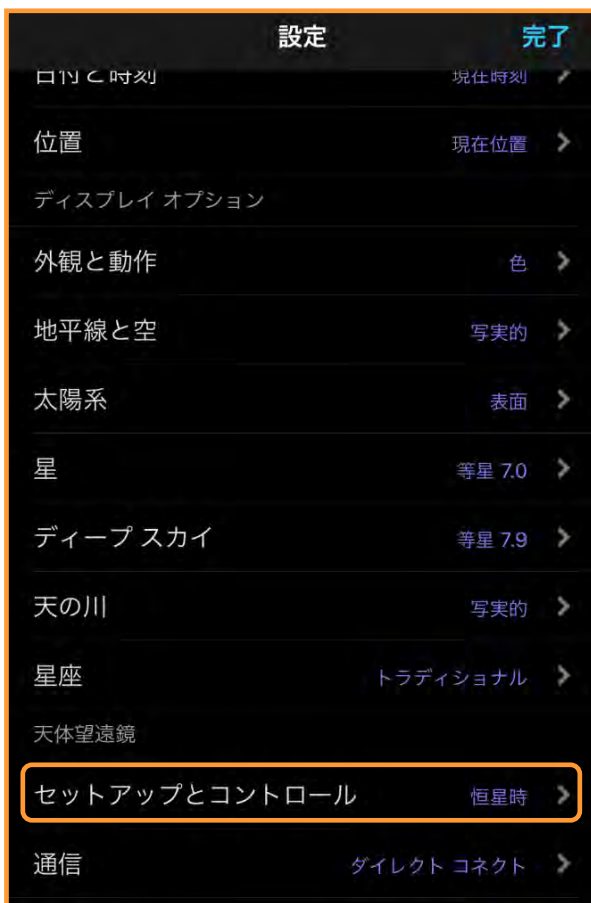 設定 完了
日付と時刻 現在時刻
位置 現在位置
ディスプレイ オプション
外観と動作 色
地平線と空 写実的
太陽系 表面
星 等星 7.0
ディープ スカイ 等星 7.9
天の川 写実的
星座 トラディショナル
天体望遠鏡
セットアップとコントロール 恒星時
通信 ダイレクト コネクト